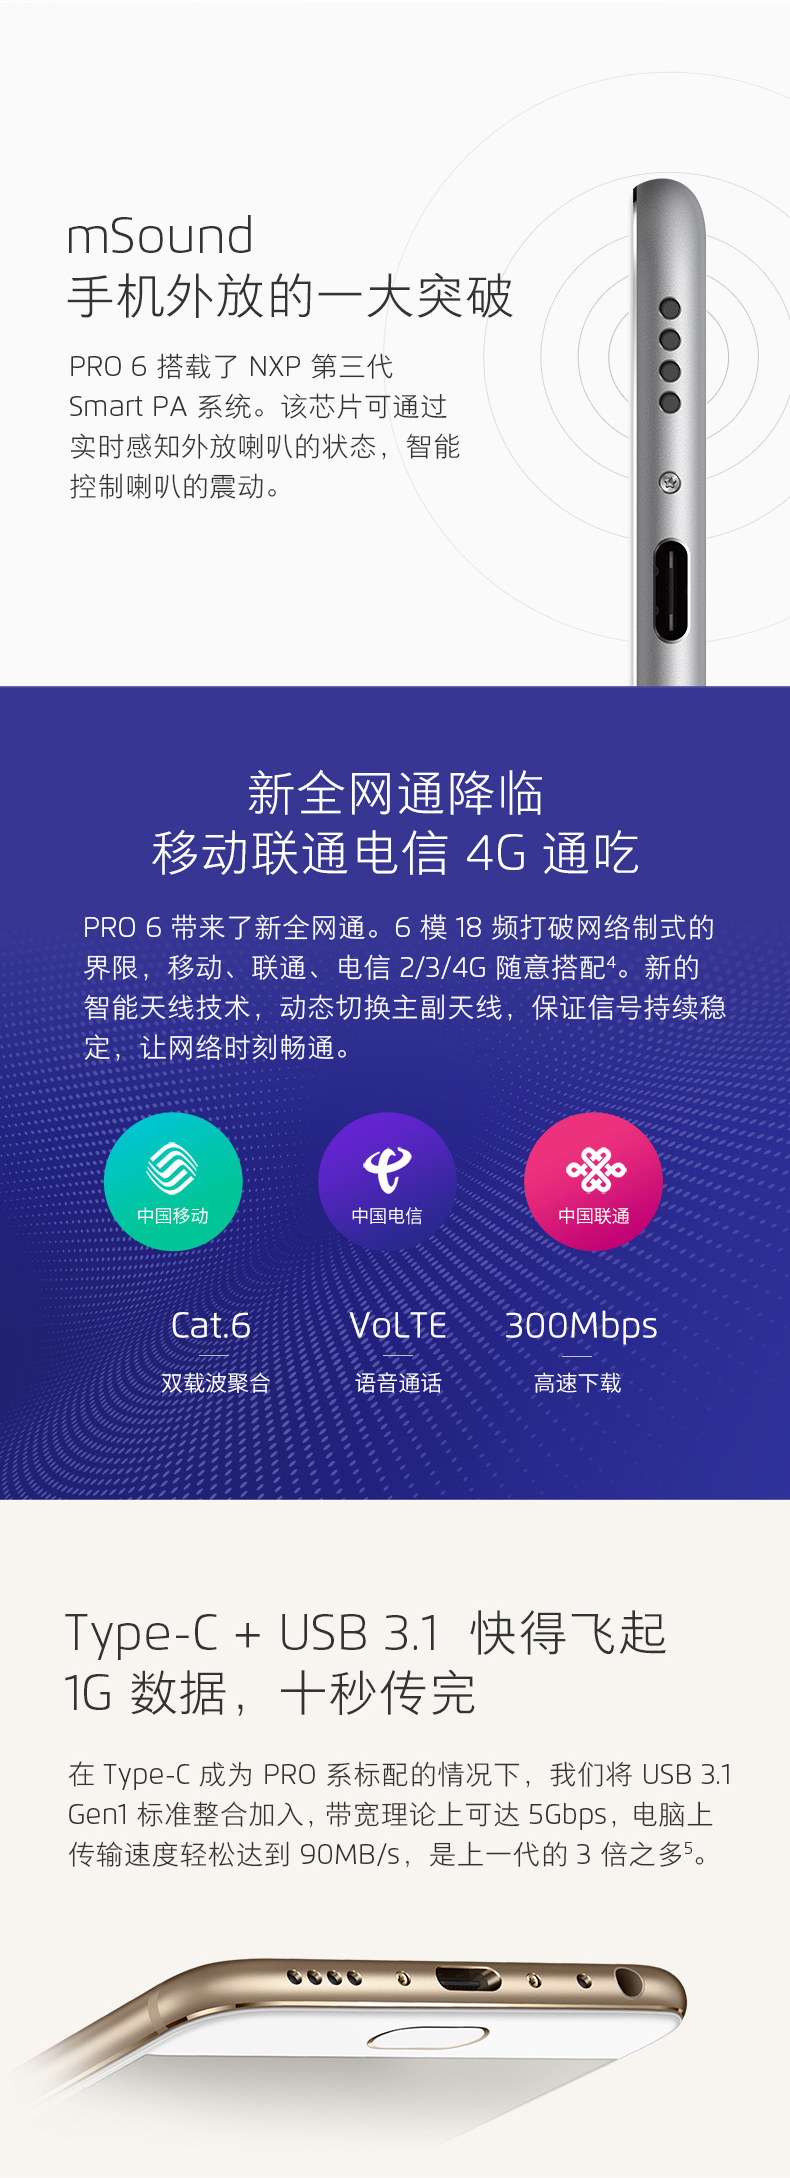 mSound
手机外放的一大突破
PRO 6 搭载了 NXP 第三代
Smart PA 系统。该芯片可通过
实时感知外放喇叭的状态，智能
控制喇叭的震动。
新全网通降临
移动联通电信 4G 通吃
PRO 6 带来了新全网通。6 模 18 频打破网络制式的
界限，移动、联通、电信 2/3/4G 随意搭配⁴。新的
智能天线技术，动态切换主副天线，保证信号持续稳
定，让网络时刻畅通。
中国移动 中国电信 中国联通
Cat.6 VoLTE 300Mbps
双载波聚合 语音通话 高速下载
Type-C + USB 3.1 快得飞起
1G 数据，十秒传完
在 Type-C 成为 PRO 系标配的情况下，我们将 USB 3.1
Gen1 标准整合加入，带宽理论上可达 5Gbps，电脑上
传输速度轻松达到 90MB/s，是上一代的 3 倍之多⁵。